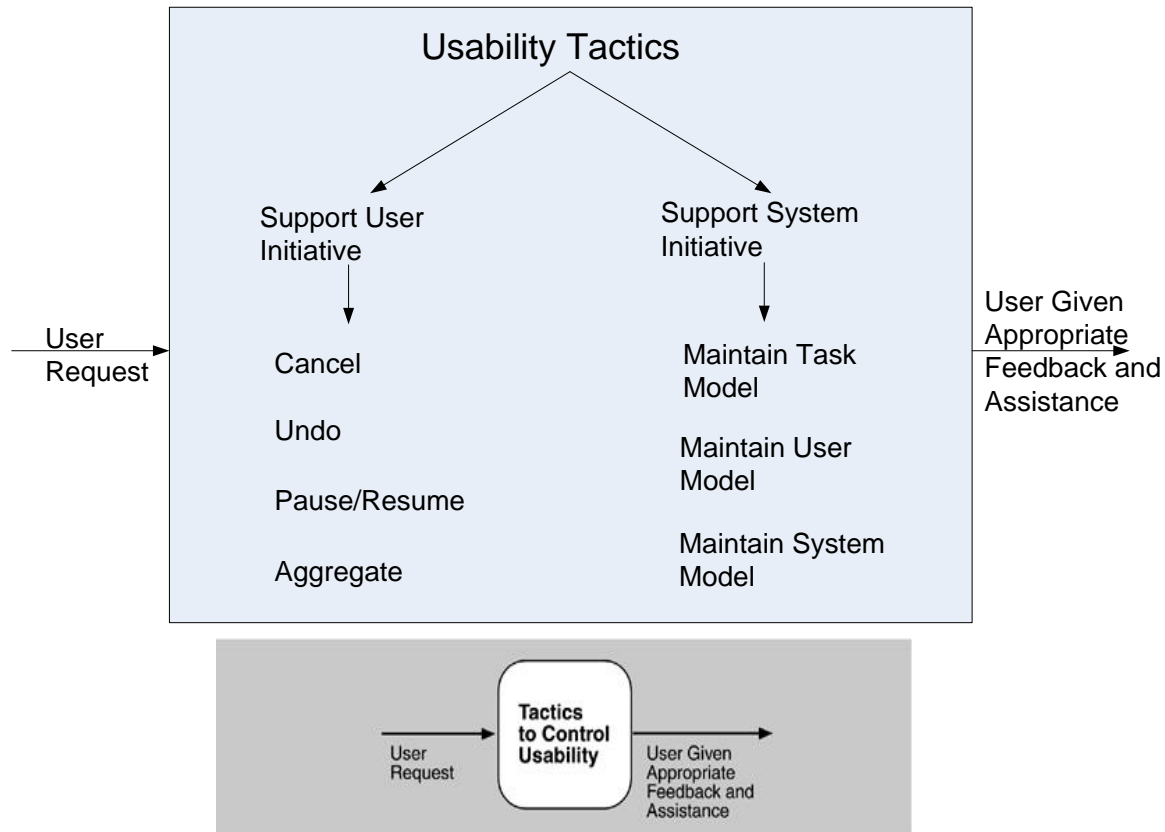 Usability Tactics
Support User
Initiative
Support System
Initiative
User
Request
Cancel
Undo
Pause/Resume
Aggregate
Maintain Task
Model
Maintain User
Model
Maintain System
Model
User Given
Appropriate
Feedback and
Assistance
Tactics
to Control
Usability
User
Request
User Given
Appropriate
Feedback and
Assistance